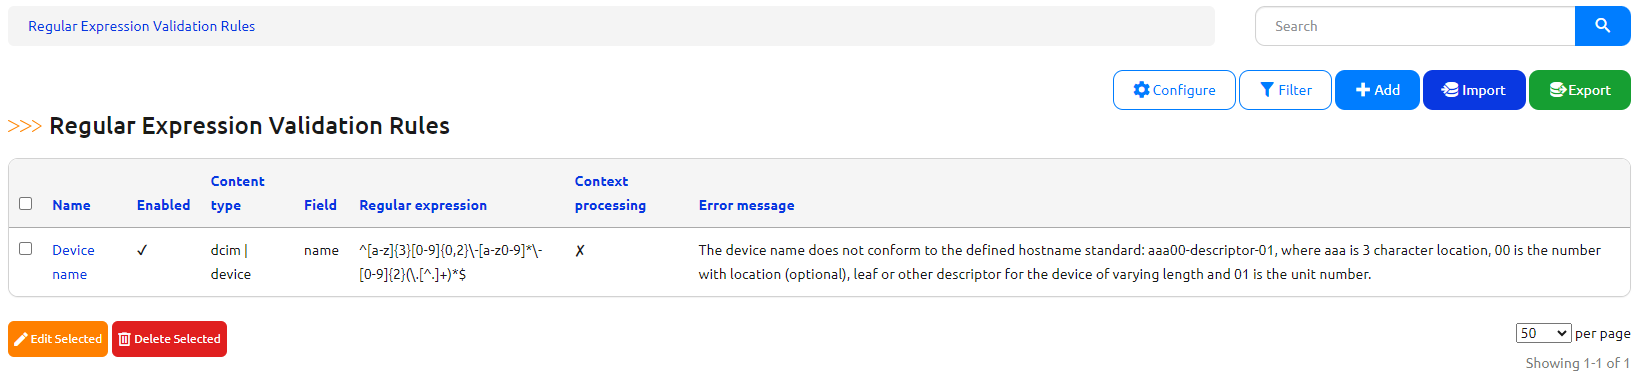 Regular Expression Validation Rules
Search
Configure
Filter
Add
Import
Export
>>> Regular Expression Validation Rules
Name Enabled Content type Field Regular expression Context processing Error message
Device name ✓ dcim | device name ^[a-z]{3}[0-9]{0,2}\-[a-z0-9]*\-[0-9]{2}(\.[^.]+)*$ ✗ The device name does not conform to the defined hostname standard: aaa00-descriptor-01, where aaa is 3 character location, 00 is the number
with location (optional), leaf or other descriptor for the device of varying length and 01 is the unit number.
Edit Selected
Delete Selected
50 per page
Showing 1-1 of 1